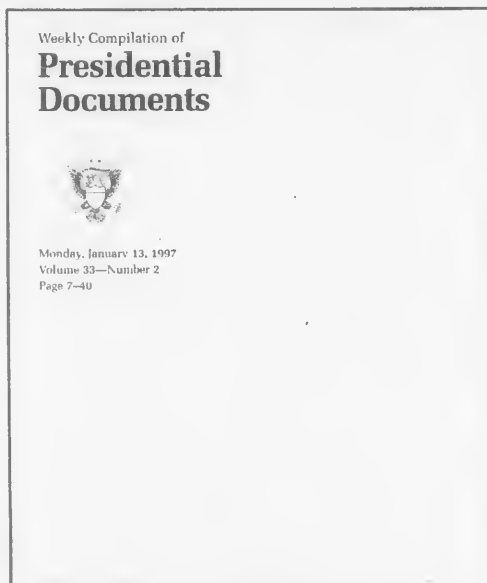 Weekly Compilation of
Presidential
Documents
Monday, January 13, 1997
Volume 33—Number 2
Page 7–40